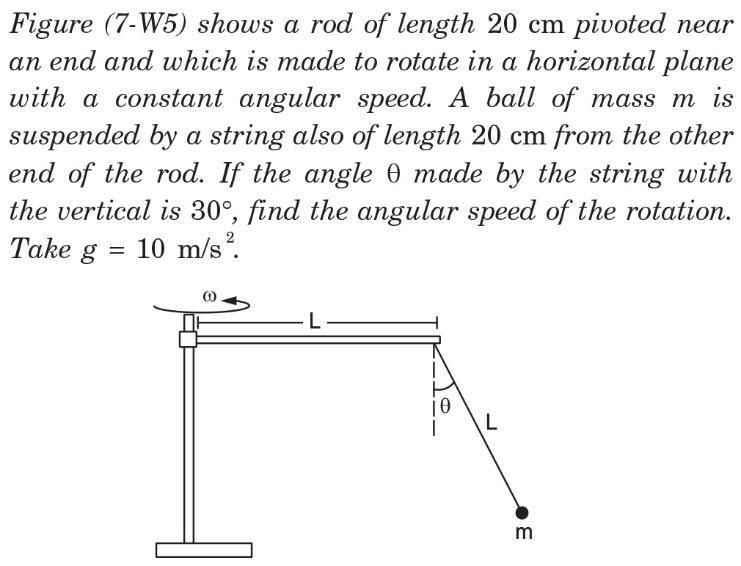 Figure (7-W5) shows a rod of length 20 cm pivoted near
an end and which is made to rotate in a horizontal plane
with a constant angular speed. A ball of mass m is
suspended by a string also of length 20 cm from the other
end of the rod. If the angle θ made by the string with
the vertical is 30°, find the angular speed of the rotation.
Take g = 10 m/s².
ω
L
θ
L
m